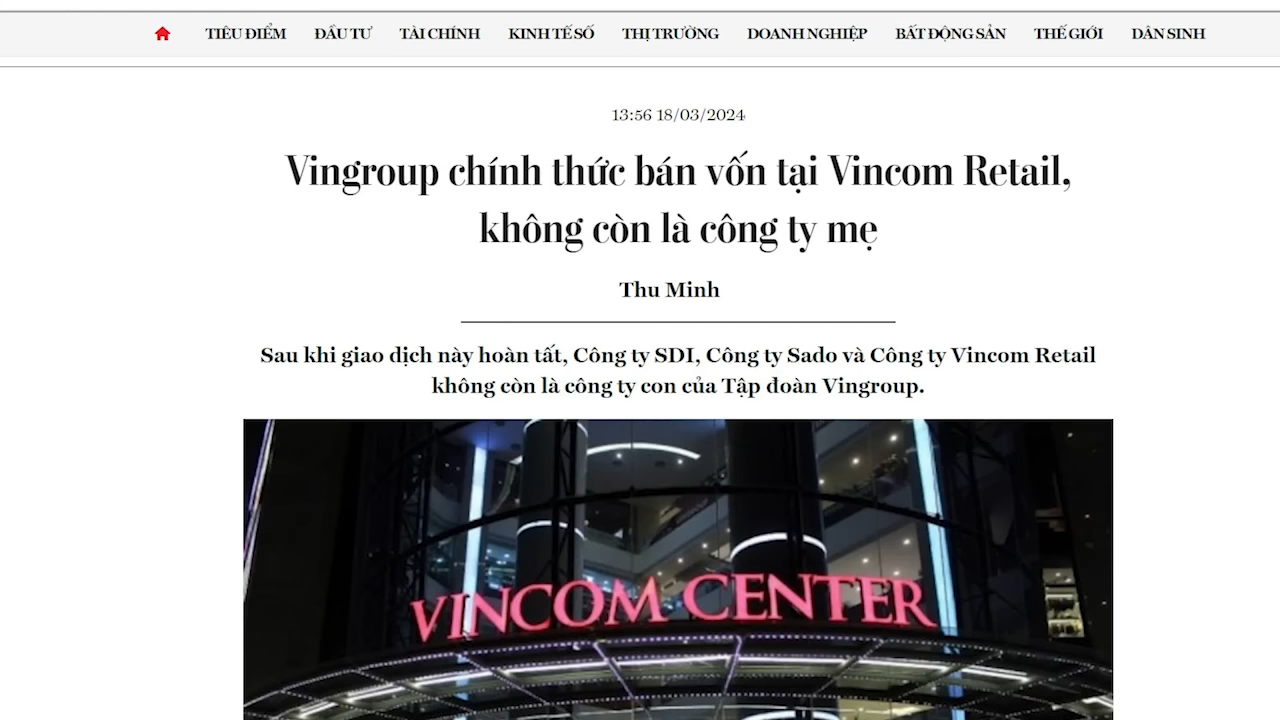 TIÊU ĐIỂM ĐẦU TƯ TÀI CHÍNH KINH TẾ SỐ THỊ TRƯỜNG DOANH NGHIỆP BẤT ĐỘNG SẢN THẾ GIỚI DÂN SINH
13:56 18/03/2024
Vingroup chính thức bán vốn tại Vincom Retail,
không còn là công ty mẹ
Thu Minh
Sau khi giao dịch này hoàn tất, Công ty SDI, Công ty Sado và Công ty Vincom Retail
không còn là công ty con của Tập đoàn Vingroup.
VINCOM CENTER